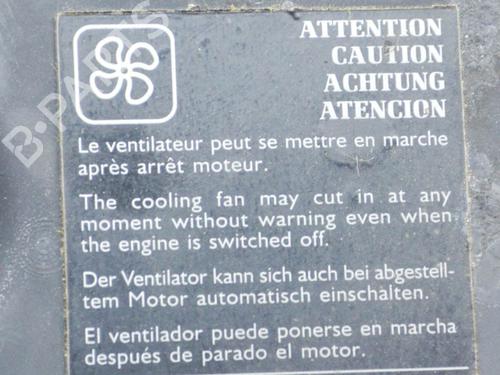 ATTENTION
CAUTION
ACHTUNG
ATENCION
Le ventilateur peut se mettre en marche
après arrêt moteur.
The cooling fan may cut in at any
moment without warning even when
the engine is switched off.
Der Ventilator kann sich auch bei abgestell-
tem Motor automatisch einschalten.
El ventilador puede ponerse en marcha
después de parado el motor.
B-PARTS